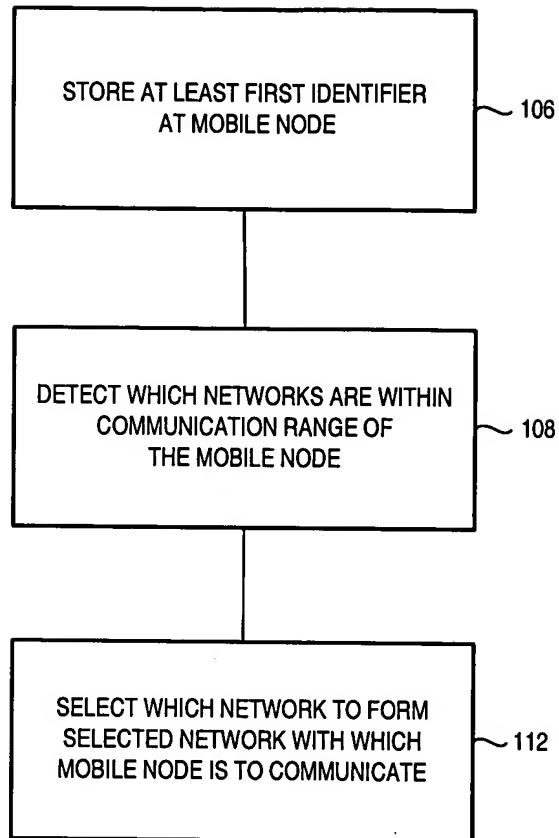 STORE AT LEAST FIRST IDENTIFIER
AT MOBILE NODE
106
DETECT WHICH NETWORKS ARE WITHIN
COMMUNICATION RANGE OF
THE MOBILE NODE
108
SELECT WHICH NETWORK TO FORM
SELECTED NETWORK WITH WHICH
MOBILE NODE IS TO COMMUNICATE
112